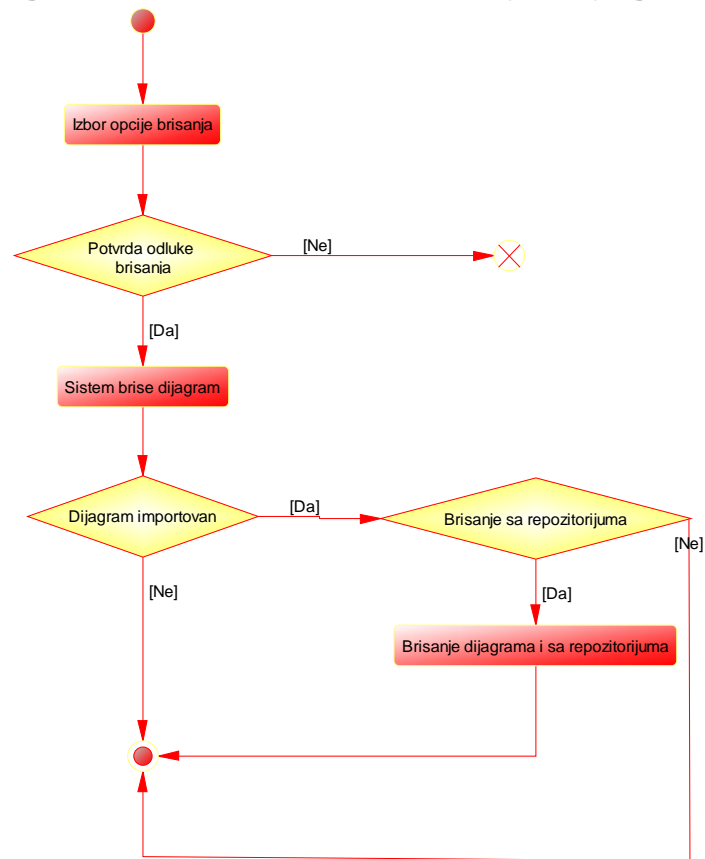 Izbor opcije brisanja
Potvrda odluke
brisanja
[Ne]
[Da]
Sistem brise dijagram
Dijagram importovan
[Da]
Brisanje sa repozitorijuma
[Ne]
[Ne]
[Da]
Brisanje dijagrama i sa repozitorijuma